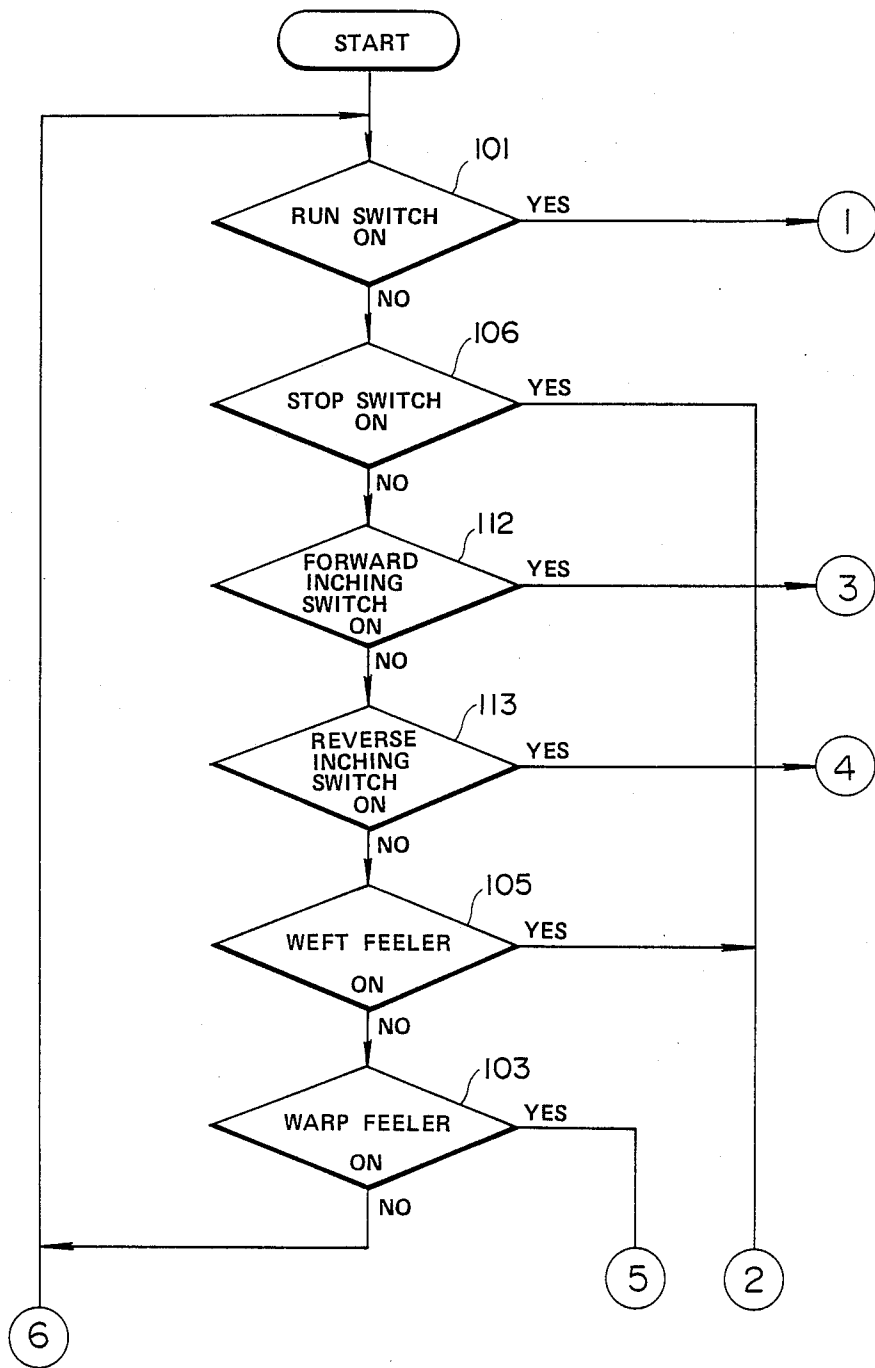 START
101
RUN SWITCH
ON
YES
1
NO
106
STOP SWITCH
ON
YES
NO
112
FORWARD
INCHING
SWITCH
ON
YES
3
NO
113
REVERSE
INCHING
SWITCH
ON
YES
4
NO
105
WEFT FEELER
ON
YES
NO
103
WARP FEELER
ON
YES
NO
5
2
6